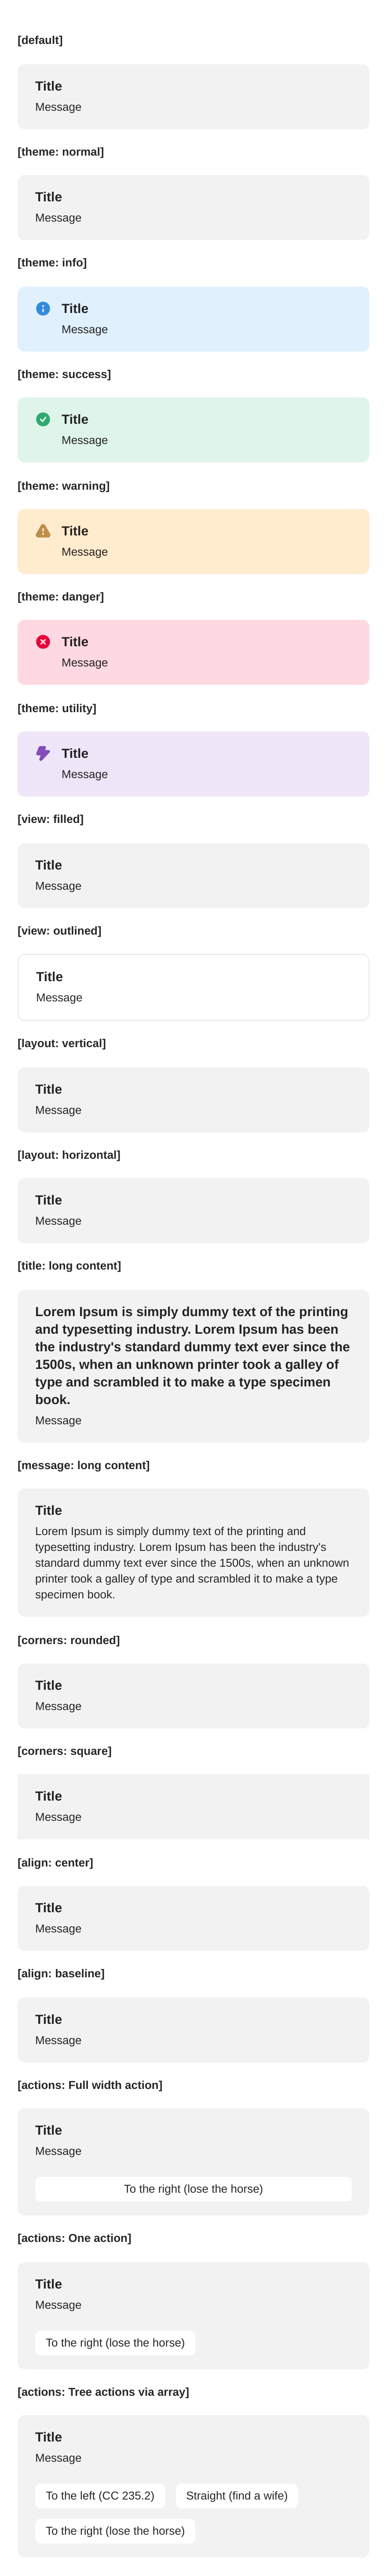 [default]
Title
Message
[theme: normal]
Title
Message
[theme: info]
Title
Message
[theme: success]
Title
Message
[theme: warning]
Title
Message
[theme: danger]
Title
Message
[theme: utility]
Title
Message
[view: filled]
Title
Message
[view: outlined]
Title
Message
[layout: vertical]
Title
Message
[layout: horizontal]
Title
Message
[title: long content]
Lorem Ipsum is simply dummy text of the printing
and typesetting industry. Lorem Ipsum has been
the industry's standard dummy text ever since the
1500s, when an unknown printer took a galley of
type and scrambled it to make a type specimen
book.
Message
[message: long content]
Title
Lorem Ipsum is simply dummy text of the printing and
typesetting industry. Lorem Ipsum has been the industry's
standard dummy text ever since the 1500s, when an unknown
printer took a galley of type and scrambled it to make a type
specimen book.
[corners: rounded]
Title
Message
[corners: square]
Title
Message
[align: center]
Title
Message
[align: baseline]
Title
Message
[actions: Full width action]
Title
Message
To the right (lose the horse)
[actions: One action]
Title
Message
To the right (lose the horse)
[actions: Tree actions via array]
Title
Message
To the left (CC 235.2) Straight (find a wife)
To the right (lose the horse)